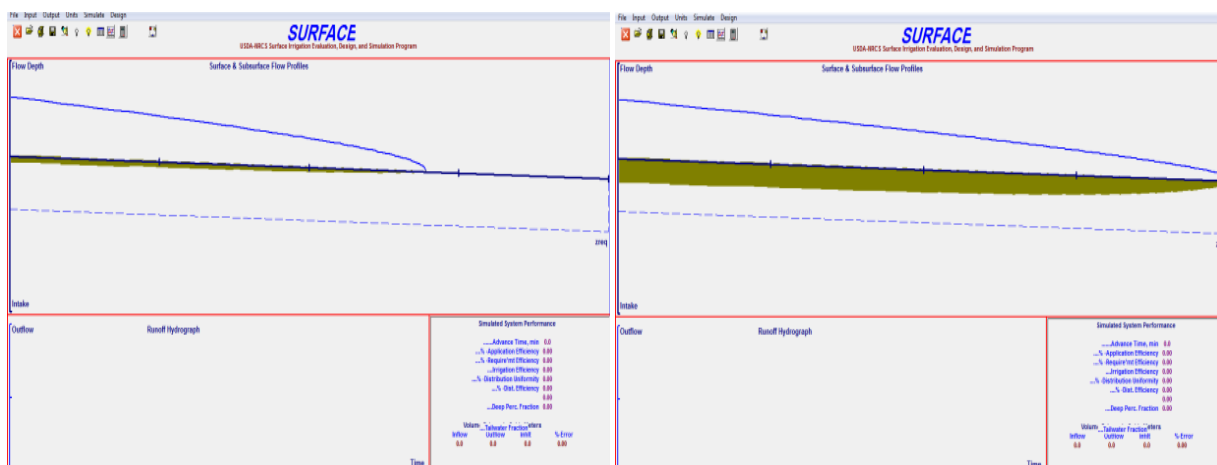 File Input Output Units Simulate Design
SURFACE
USDA-NRCS Surface Irrigation Evaluation, Design, and Simulation Program
Flow Depth
Surface & Subsurface Flow Profiles
zreq
Intake
Outflow
Runoff Hydrograph
Time
Simulated System Performance
......Advance Time, min 0.0
...% -Application Efficiency 0.00
...% -Require'mt Efficiency 0.00
...Irrigation Efficiency 0.00
...% -Distribution Uniformity 0.00
...% -Dist. Efficiency 0.00
0.00
...Deep Perc. Fraction 0.00
...Tailwater Fraction
Inflow Outflow Infilt % Error
0.0 0.0 0.0 0.00
File Input Output Units Simulate Design
SURFACE
USDA-NRCS Surface Irrigation Evaluation, Design, and Simulation Program
Flow Depth
Surface & Subsurface Flow Profiles
Intake
Outflow
Runoff Hydrograph
Time
Simulated System Performance
......Advance Time, min 0.0
...% -Application Efficiency 0.00
...% -Require'mt Efficiency 0.00
...Irrigation Efficiency 0.00
...% -Distribution Uniformity 0.00
...% -Dist. Efficiency 0.00
0.00
...Deep Perc. Fraction 0.00
...Tailwater Fraction
Inflow Outflow Infilt % Error
0.0 0.0 0.0 0.00